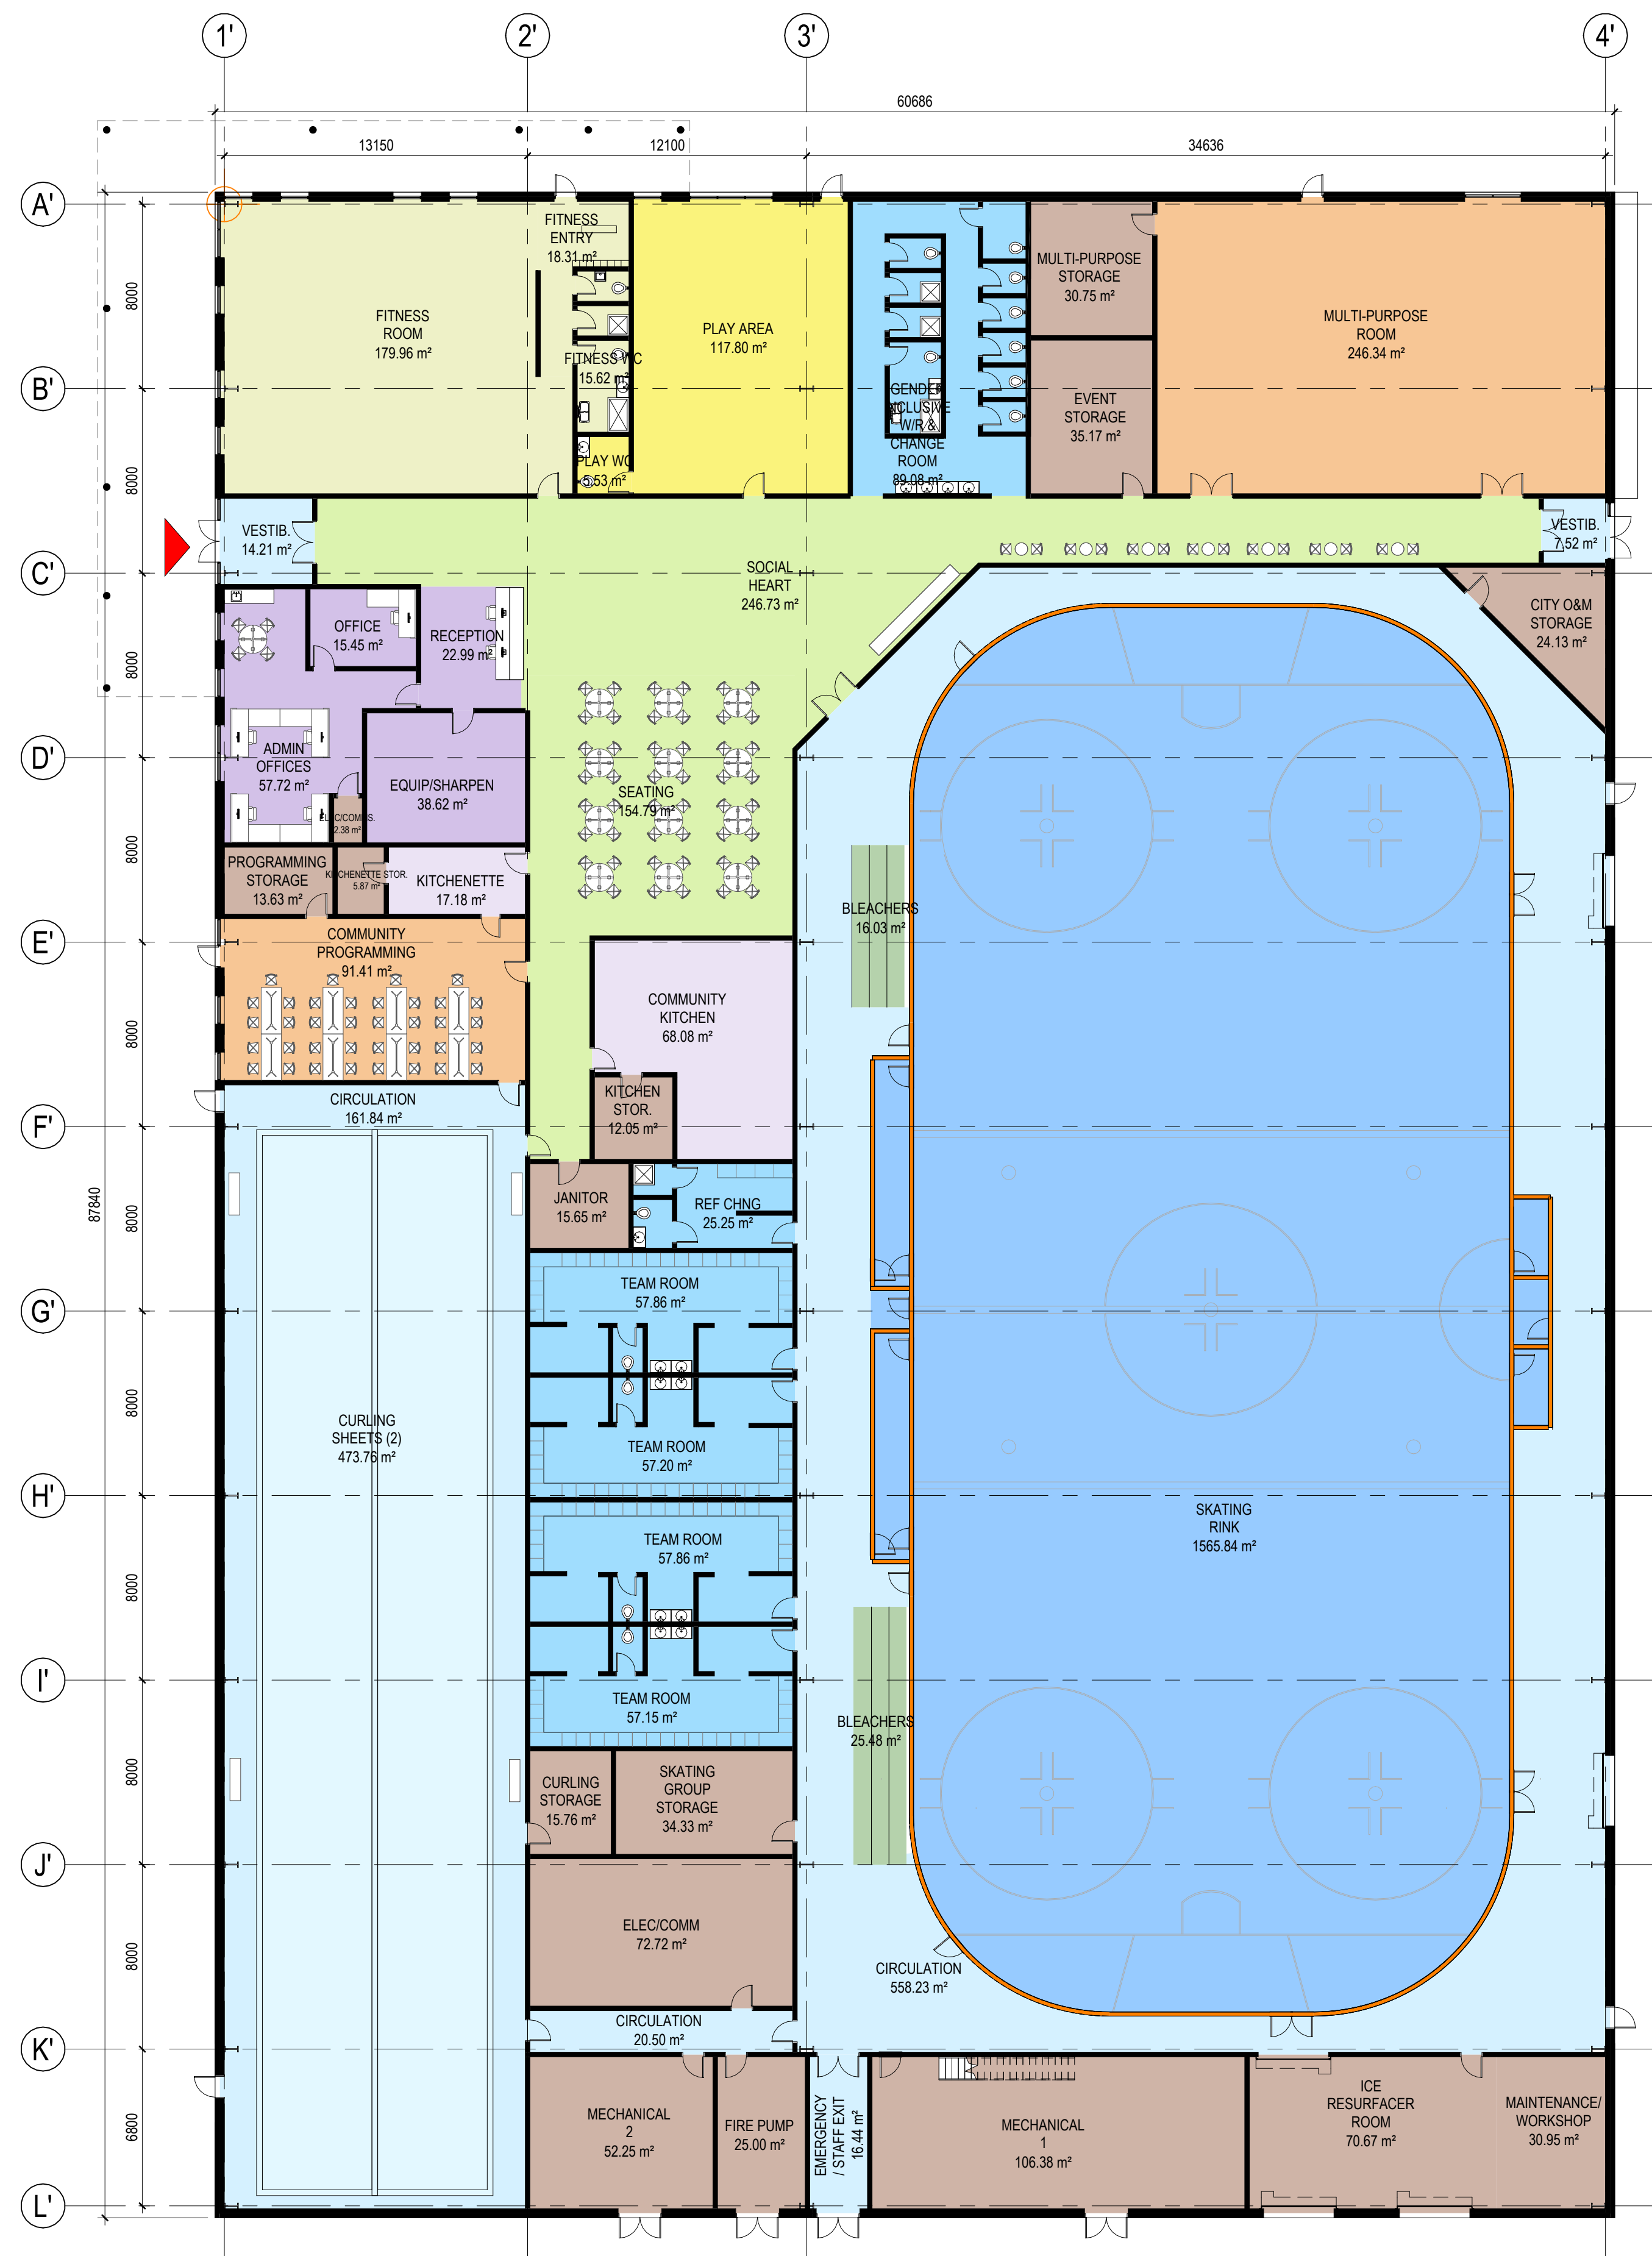 1'
2'
3'
4'
60686
13150
12100
34636
A'
B'
C'
D'
E'
F'
G'
H'
I'
J'
K'
L'
87840
8000
8000
8000
8000
8000
8000
8000
8000
8000
8000
6800
FITNESS
ENTRY
18.31 m²
FITNESS
ROOM
179.96 m²
FITNESS WC
15.62 m²
PLAY AREA
117.80 m²
PLAY WC
5.53 m²
GENDER
INCLUSIVE
W/R &
CHANGE
ROOM
89.08 m²
MULTI-PURPOSE
STORAGE
30.75 m²
EVENT
STORAGE
35.17 m²
MULTI-PURPOSE
ROOM
246.34 m²
VESTIB.
14.21 m²
VESTIB.
7.52 m²
SOCIAL
HEART
246.73 m²
CITY O&M
STORAGE
24.13 m²
OFFICE
15.45 m²
RECEPTION
22.99 m²
ADMIN
OFFICES
57.72 m²
EQUIP/SHARPEN
38.62 m²
ELEC/COMMS.
2.38 m²
SEATING
154.79 m²
PROGRAMMING
STORAGE
13.63 m²
KITCHENETTE STOR.
5.87 m²
KITCHENETTE
17.18 m²
BLEACHERS
16.03 m²
COMMUNITY
PROGRAMMING
91.41 m²
COMMUNITY
KITCHEN
68.08 m²
KITCHEN
STOR.
12.05 m²
CIRCULATION
161.84 m²
JANITOR
15.65 m²
REF CHNG
25.25 m²
TEAM ROOM
57.86 m²
TEAM ROOM
57.20 m²
CURLING
SHEETS (2)
473.76 m²
SKATING
RINK
1565.84 m²
TEAM ROOM
57.86 m²
TEAM ROOM
57.15 m²
BLEACHERS
25.48 m²
CURLING
STORAGE
15.76 m²
SKATING
GROUP
STORAGE
34.33 m²
ELEC/COMM
72.72 m²
CIRCULATION
558.23 m²
CIRCULATION
20.50 m²
MECHANICAL
2
52.25 m²
FIRE PUMP
25.00 m²
EMERGENCY
/ STAFF EXIT
16.44 m²
MECHANICAL
1
106.38 m²
ICE
RESURFACER
ROOM
70.67 m²
MAINTENANCE/
WORKSHOP
30.95 m²